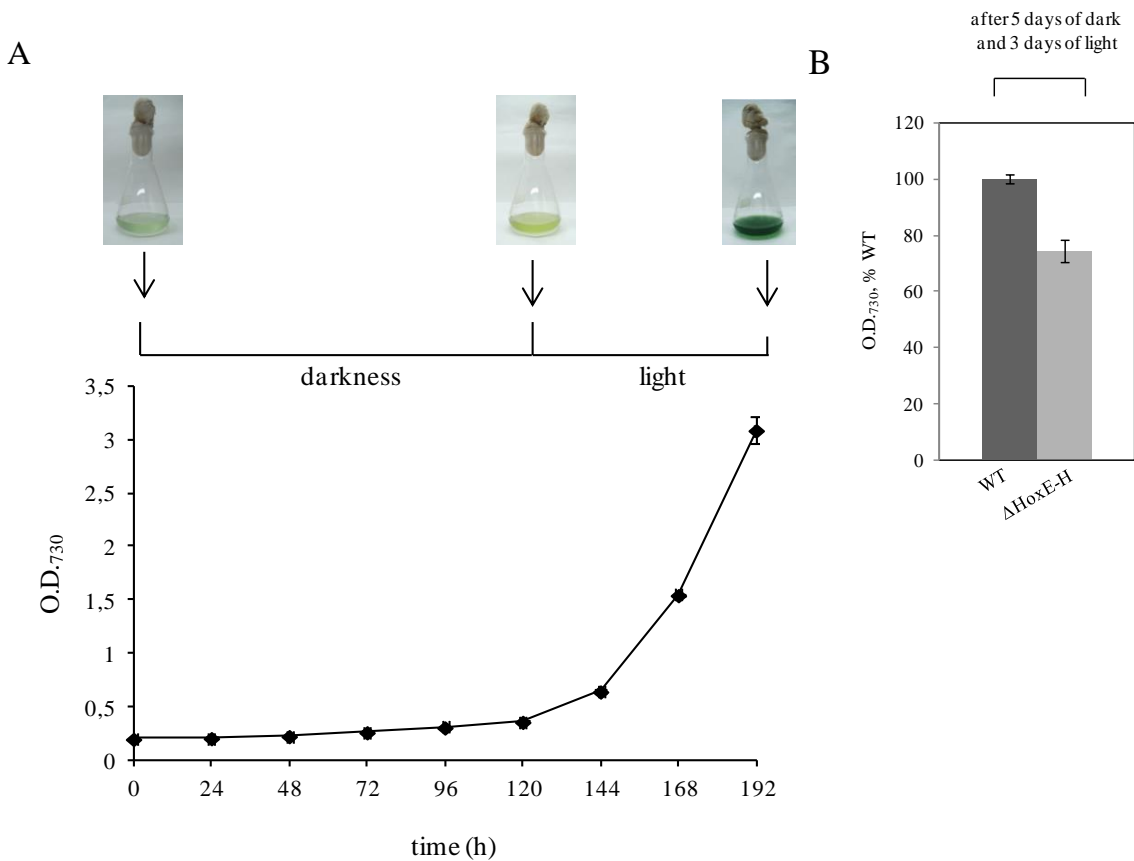 A
darkness
light
3,5
3
2,5
2
1,5
1
0,5
0
O.D.730
0 24 48 72 96 120 144 168 192
time (h)
B
after 5 days of dark
and 3 days of light
120
100
80
60
40
20
0
O.D.730, % WT
WT
ΔHoxE-H